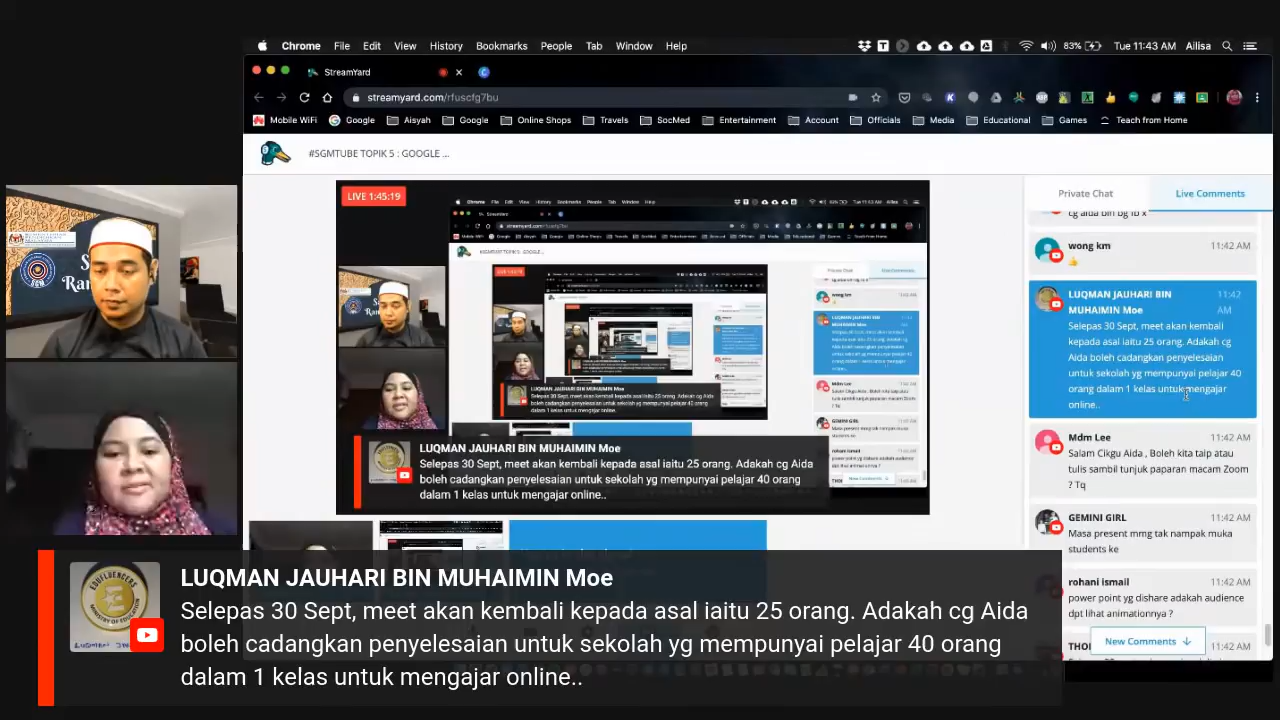 Chrome File Edit View History Bookmarks People Tab Window Help
83% Tue 11:43 AM Ailisa
StreamYard
streamyard.com/rfuscfg7bu
Mobile WiFi Google Aisyah Google Online Shops Travels SocMed Entertainment Account Officials Media Educational Games Teach from Home
#SGMTUBE TOPIK 5 : GOOGLE ...
LIVE 1:45:19
Private Chat Live Comments
wong km 11:42 AM
👍
LUQMAN JAUHARI BIN MUHAIMIN Moe 11:42 AM
Selepas 30 Sept, meet akan kembali
kepada asal iaitu 25 orang. Adakah cg
Aida boleh cadangkan penyelesaian
untuk sekolah yg mempunyai pelajar 40
orang dalam 1 kelas untuk mengajar
online..
Mdm Lee 11:42 AM
Salam Cikgu Aida , Boleh kita taip atau
tulis sambil tunjuk paparan macam Zoom
? Tq
GEMINI GIRL 11:42 AM
Masa present mmg tak nampak muka
students ke
rohani ismail 11:42 AM
power point yg dishare adakah audience
dpt lihat animationnya ?
New Comments ↓
11:42 AM
LUQMAN JAUHARI BIN MUHAIMIN Moe
Selepas 30 Sept, meet akan kembali kepada asal iaitu 25 orang. Adakah cg Aida
boleh cadangkan penyelesaian untuk sekolah yg mempunyai pelajar 40 orang
dalam 1 kelas untuk mengajar online..
LUQMAN JAUHARI BIN MUHAIMIN Moe
Selepas 30 Sept, meet akan kembali kepada asal iaitu 25 orang. Adakah cg Aida
boleh cadangkan penyelesaian untuk sekolah yg mempunyai pelajar 40 orang
dalam 1 kelas untuk mengajar online..